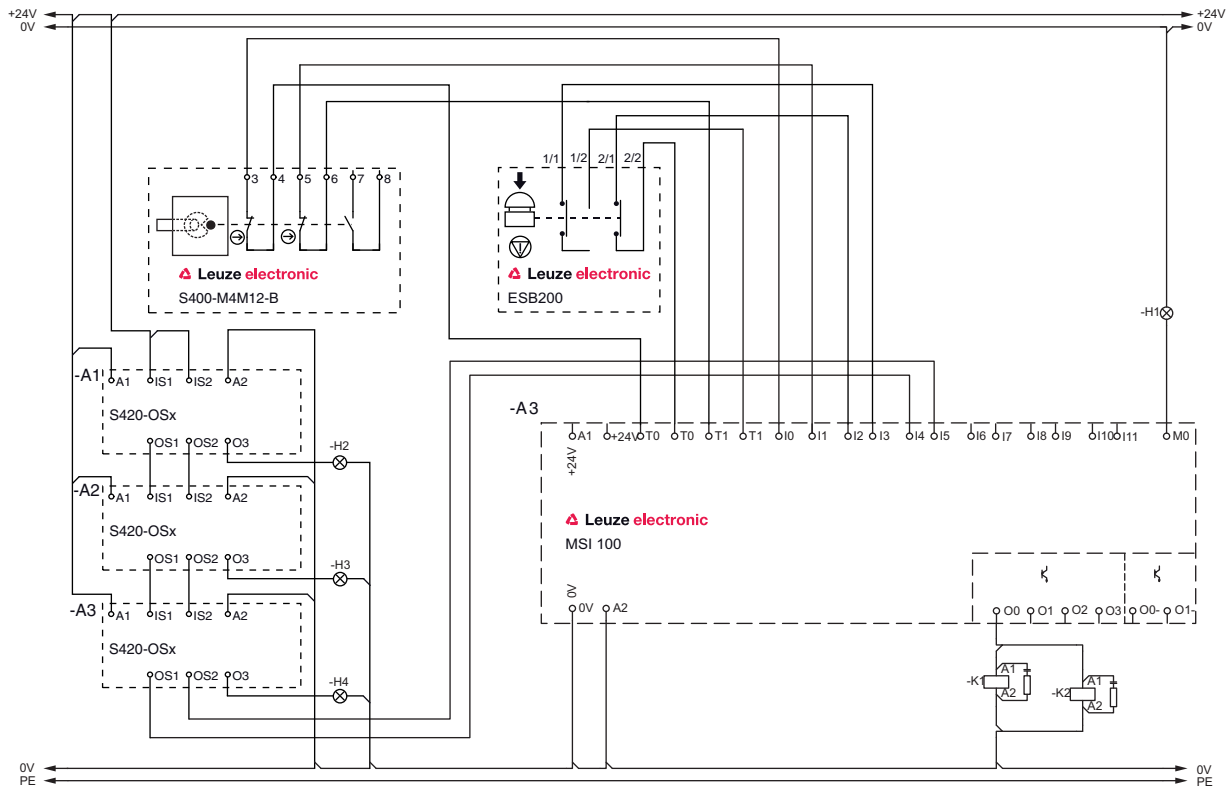 +24V +24V
0V 0V
1/1 1/2 2/1 2/2
3 4 5 6 7 8
Leuze electronic
S400-M4M12-B
Leuze electronic
ESB200
-H1
-A1
A1 IS1 IS2 A2
S420-OSx
OS1 OS2 O3
-H2
-A2
A1 IS1 IS2 A2
S420-OSx
OS1 OS2 O3
-H3
-A3
A1 IS1 IS2 A2
S420-OSx
OS1 OS2 O3
-H4
-A3
A1 +24V T0 T0 T1 T1 I0 I1 I2 I3 I4 I5 I6 I7 I8 I9 I10 I11 M0
+24V
Leuze electronic
MSI 100
0V
0V A2
O0 O1 O2 O3 O0- O1-
-K1 A1 A2
-K2 A1 A2
0V 0V
PE PE